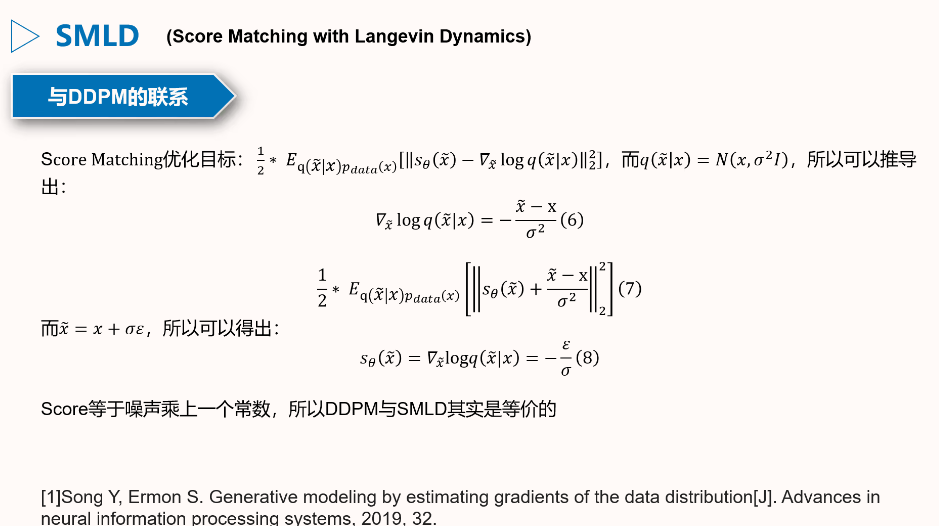 SMLD (Score Matching with Langevin Dynamics)
与DDPM的联系
Score Matching优化目标：$\frac{1}{2} * E_{q(\tilde{x}|x)p_{data}(x)}[\|s_\theta(\tilde{x}) - \nabla_{\tilde{x}} \log q(\tilde{x}|x)\|_2^2]$，而$q(\tilde{x}|x) = N(x, \sigma^2 I)$，所以可以推导
出：
$\nabla_{\tilde{x}} \log q(\tilde{x}|x) = -\frac{\tilde{x} - x}{\sigma^2}$(6)
$\frac{1}{2} * E_{q(\tilde{x}|x)p_{data}(x)}\left[\left\|s_\theta(\tilde{x}) + \frac{\tilde{x} - x}{\sigma^2}\right\|_2^2\right]$(7)
而$\tilde{x} = x + \sigma\varepsilon$，所以可以得出：
$s_\theta(\tilde{x}) = \nabla_{\tilde{x}} \log q(\tilde{x}|x) = -\frac{\varepsilon}{\sigma}$(8)
Score等于噪声乘上一个常数，所以DDPM与SMLD其实是等价的
[1]Song Y, Ermon S. Generative modeling by estimating gradients of the data distribution[J]. Advances in
neural information processing systems, 2019, 32.